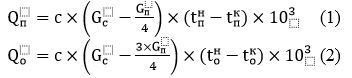 Qп = c × (Gс − Gп/4) × (tпн − tпк) × 10³ (1)
Qо = c × (Gс − 3×Gп/4) × (tон − tок) × 10³ (2)